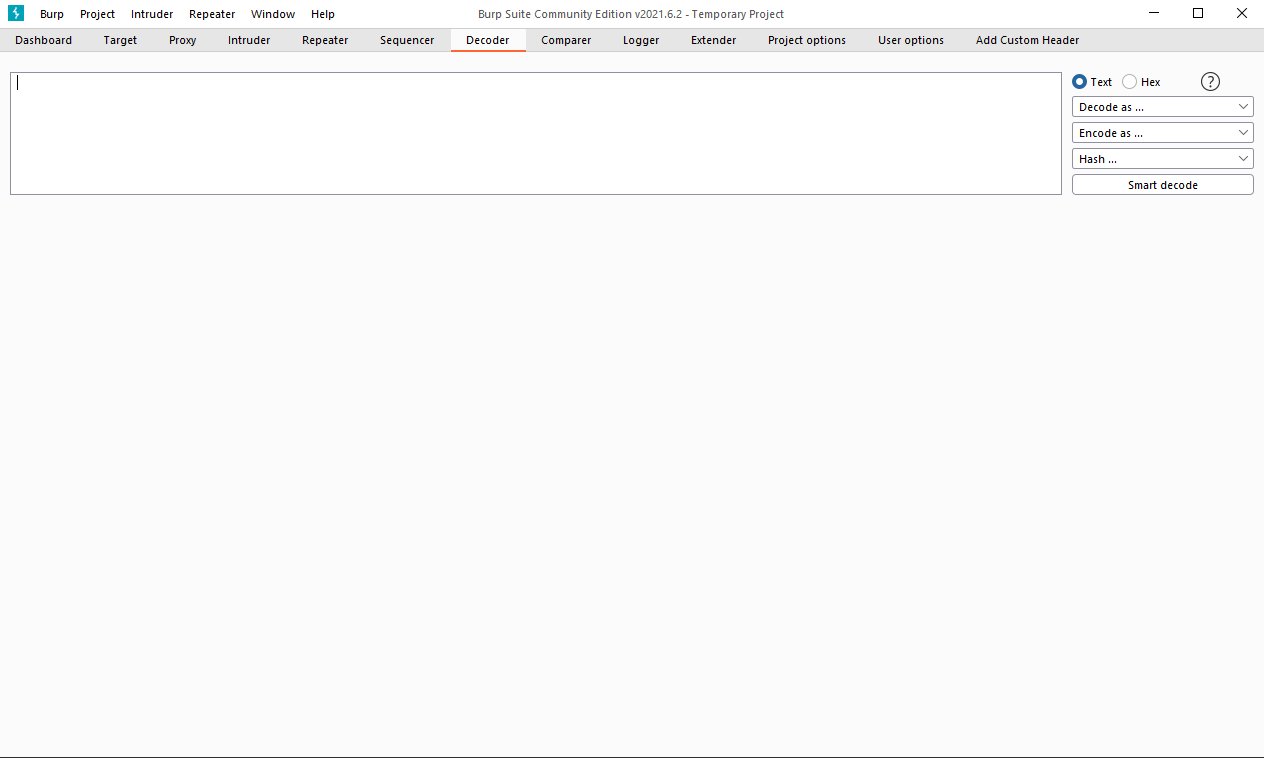 Burp Project Intruder Repeater Window Help Burp Suite Community Edition v2021.6.2 - Temporary Project
Dashboard Target Proxy Intruder Repeater Sequencer Decoder Comparer Logger Extender Project options User options Add Custom Header
Text Hex ?
Decode as ...
Encode as ...
Hash ...
Smart decode